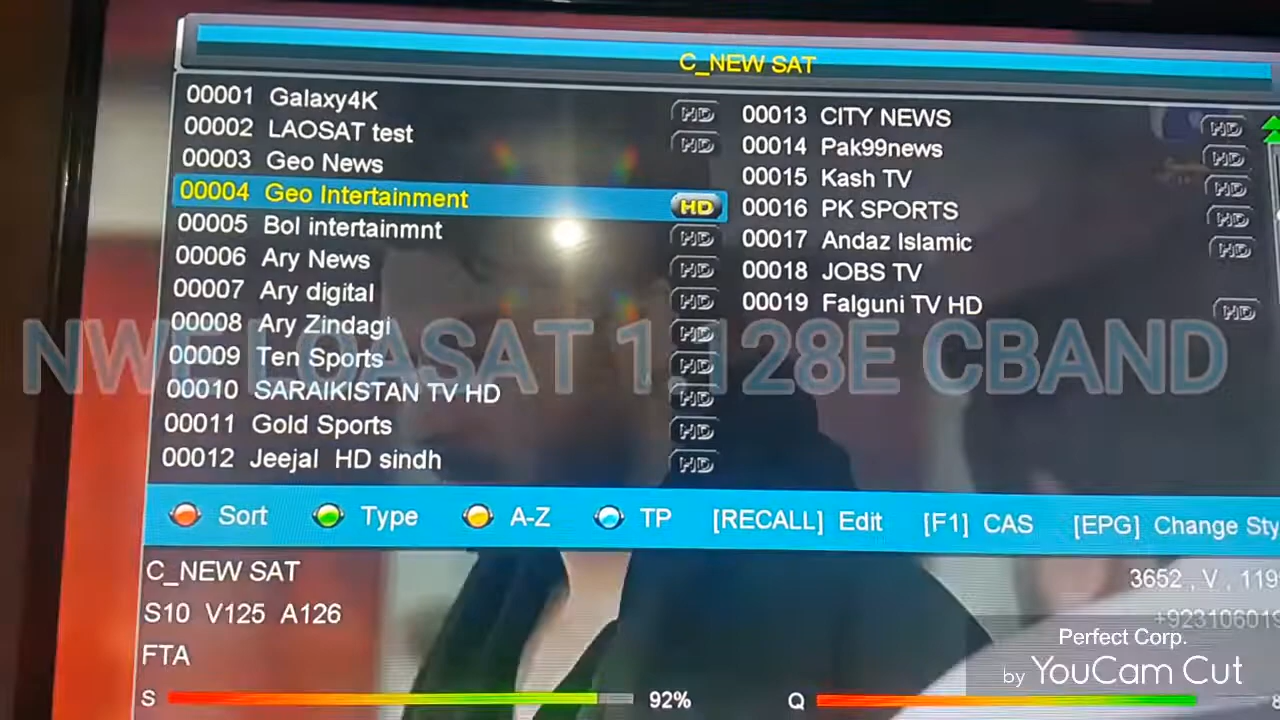 C_NEW SAT
00001 Galaxy4K HD
00002 LAOSAT test HD
00003 Geo News
00004 Geo Intertainment HD
00005 Bol intertainmnt HD
00006 Ary News HD
00007 Ary digital HD
00008 Ary Zindagi HD
00009 Ten Sports HD
00010 SARAIKISTAN TV HD HD
00011 Gold Sports HD
00012 Jeejal HD sindh HD
00013 CITY NEWS HD
00014 Pak99news HD
00015 Kash TV HD
00016 PK SPORTS HD
00017 Andaz Islamic HD
00018 JOBS TV
00019 Falguni TV HD HD
1 128E CBAND
Sort Type A-Z TP [RECALL] Edit [F1] CAS [EPG] Change Sty
C_NEW SAT
3652 , V , 119
S10 V125 A126
+92310601
FTA
Perfect Corp.
by YouCam Cut
S 92% Q